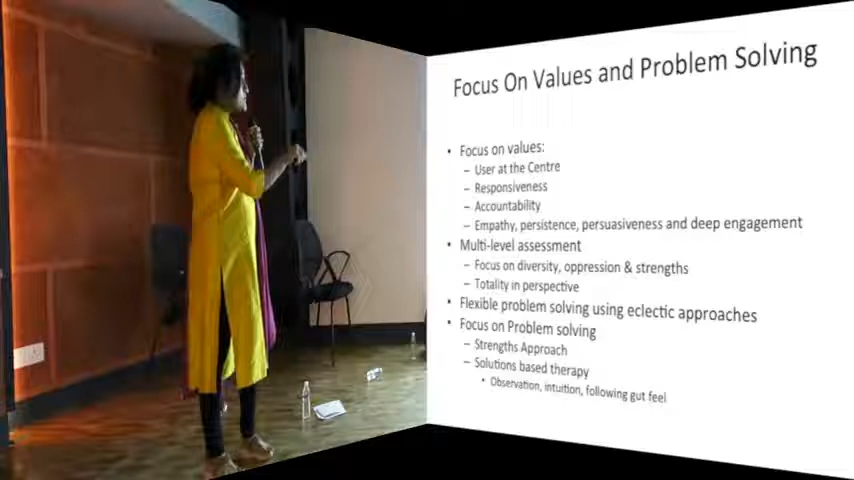 Focus On Values and Problem Solving
• Focus on values:
– User at the Centre
– Responsiveness
– Accountability
– Empathy, persistence, persuasiveness and deep engagement
• Multi-level assessment
– Focus on diversity, oppression & strengths
– Totality in perspective
• Flexible problem solving using eclectic approaches
• Focus on Problem solving
– Strengths Approach
– Solutions based therapy
• Observation, intuition, following gut feel